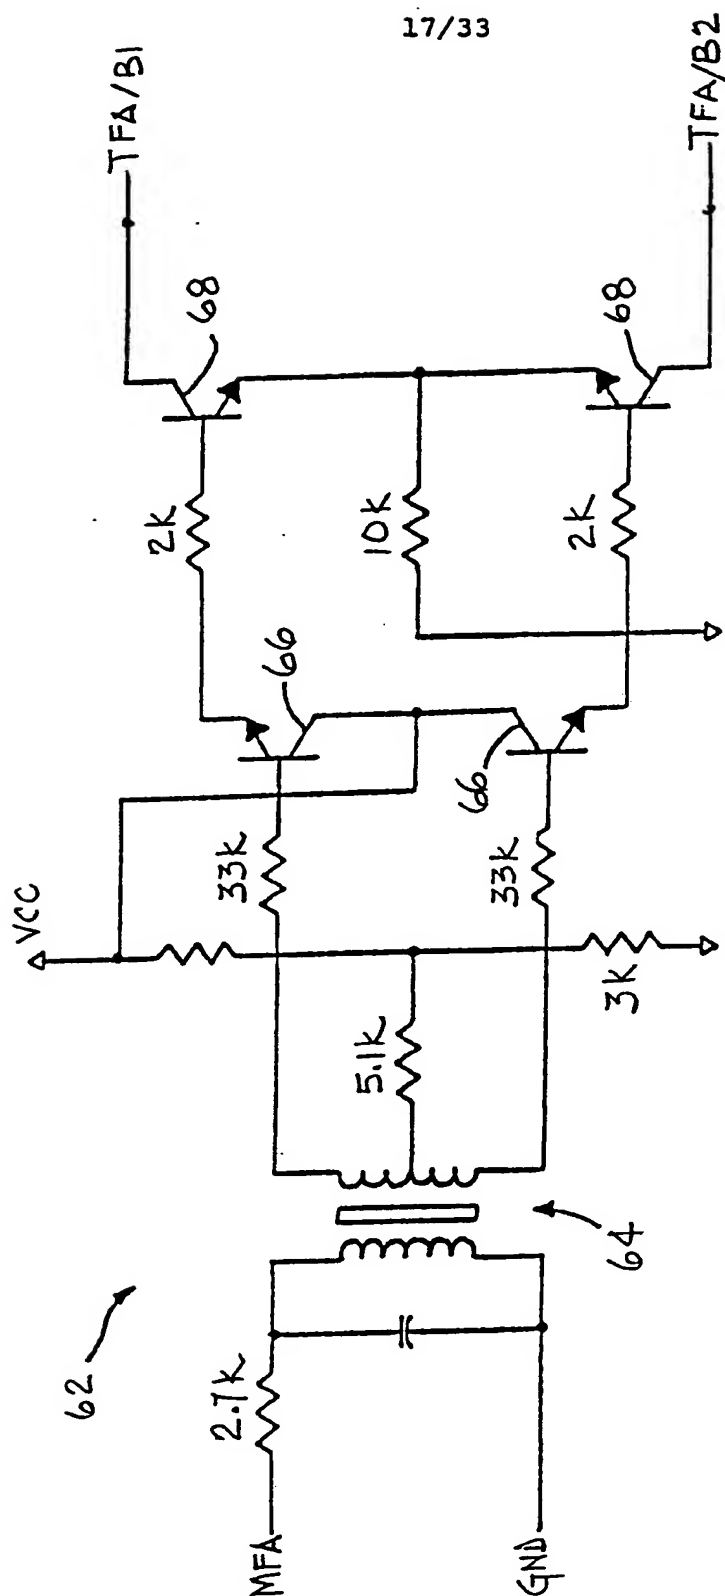 17/33
TFA/B1
68
2k
66
33k
VCC
10k
5.1k
66
33k
2k
68
TFA/B2
3k
62
2.7k
MFA
64
GND